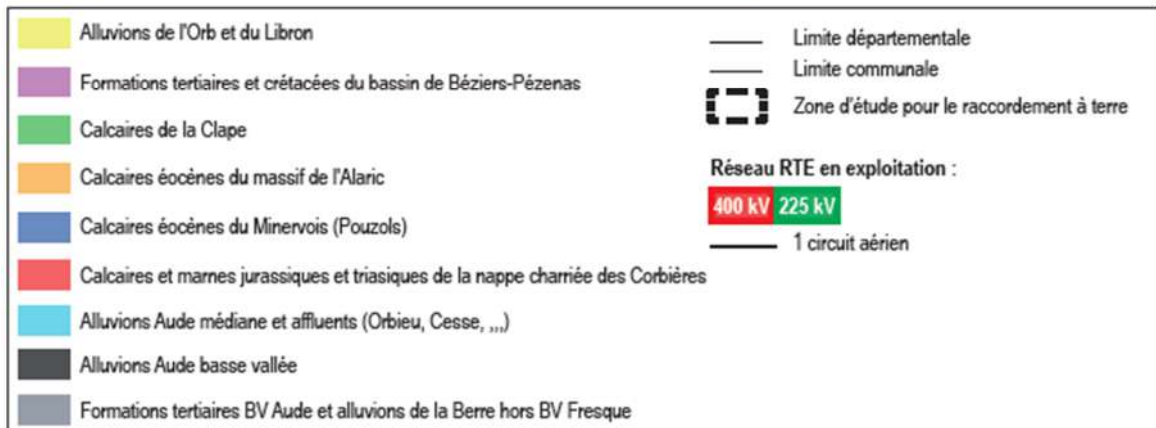 Alluvions de l'Orb et du Libron
Formations tertiaires et crétacées du bassin de Béziers-Pézenas
Calcaires de la Clape
Calcaires éocènes du massif de l'Alaric
Calcaires éocènes du Minervois (Pouzols)
Calcaires et marnes jurassiques et triasiques de la nappe charriée des Corbières
Alluvions Aude médiane et affluents (Orbieu, Cesse, ,,,)
Alluvions Aude basse vallée
Formations tertiaires BV Aude et alluvions de la Berre hors BV Fresque
Limite départementale
Limite communale
Zone d'étude pour le raccordement à terre
Réseau RTE en exploitation :
400 kV 225 kV
1 circuit aérien